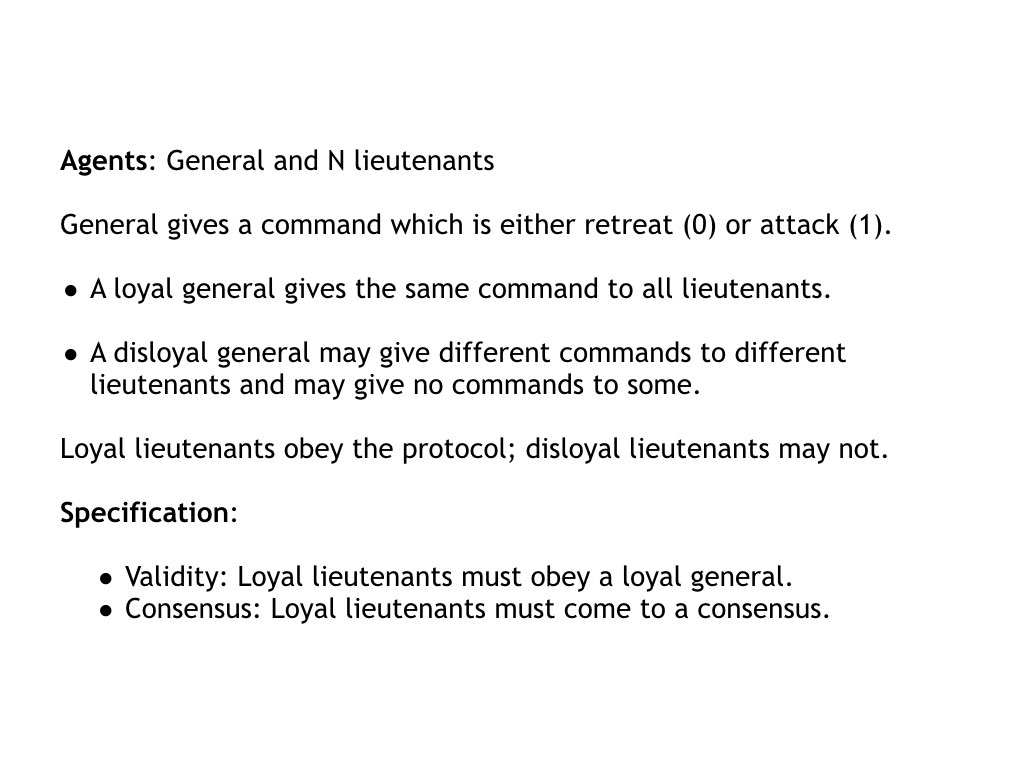 Agents: General and N lieutenants
General gives a command which is either retreat (0) or attack (1).
● A loyal general gives the same command to all lieutenants.
● A disloyal general may give different commands to different
lieutenants and may give no commands to some.
Loyal lieutenants obey the protocol; disloyal lieutenants may not.
Specification:
● Validity: Loyal lieutenants must obey a loyal general.
● Consensus: Loyal lieutenants must come to a consensus.